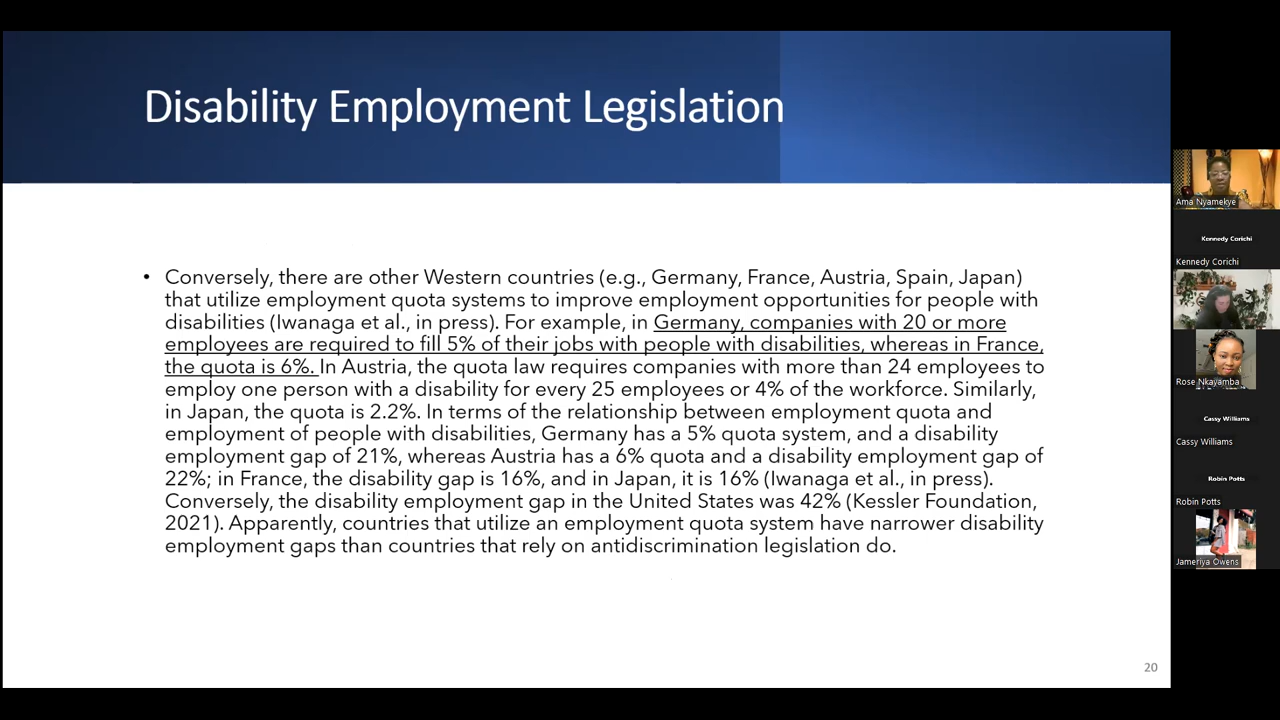 Disability Employment Legislation
• Conversely, there are other Western countries (e.g., Germany, France, Austria, Spain, Japan)
that utilize employment quota systems to improve employment opportunities for people with
disabilities (Iwanaga et al., in press). For example, in Germany, companies with 20 or more
employees are required to fill 5% of their jobs with people with disabilities, whereas in France,
the quota is 6%. In Austria, the quota law requires companies with more than 24 employees to
employ one person with a disability for every 25 employees or 4% of the workforce. Similarly,
in Japan, the quota is 2.2%. In terms of the relationship between employment quota and
employment of people with disabilities, Germany has a 5% quota system, and a disability
employment gap of 21%, whereas Austria has a 6% quota and a disability employment gap of
22%; in France, the disability gap is 16%, and in Japan, it is 16% (Iwanaga et al., in press).
Conversely, the disability employment gap in the United States was 42% (Kessler Foundation,
2021). Apparently, countries that utilize an employment quota system have narrower disability
employment gaps than countries that rely on antidiscrimination legislation do.
20
Ama Nyamekye
Kennedy Corichi
Kennedy Corichi
Rose Nkayamba
Cassy Williams
Cassy Williams
Robin Potts
Robin Potts
Jameriya Owens